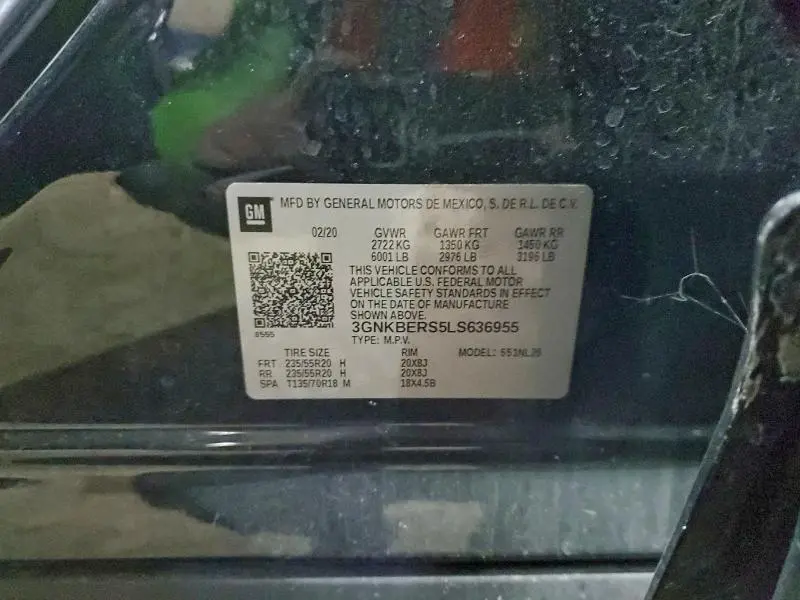 GM
MFD BY GENERAL MOTORS DE MEXICO, S. DE R.L. DE C.V.
02/20 GVWR GAWR FRT GAWR RR
2722 KG 1350 KG 1450 KG
6001 LB 2976 LB 3196 LB
THIS VEHICLE CONFORMS TO ALL
APPLICABLE U.S. FEDERAL MOTOR
VEHICLE SAFETY STANDARDS IN EFFECT
ON THE DATE OF MANUFACTURE
SHOWN ABOVE.
3GNKBERS5LS636955
TYPE: M.P.V.
TIRE SIZE RIM MODEL:
FRT 235/55R20 H 20X8J
RR 235/55R20 H 20X8J
SPA T135/70R18 M 18X4.5B